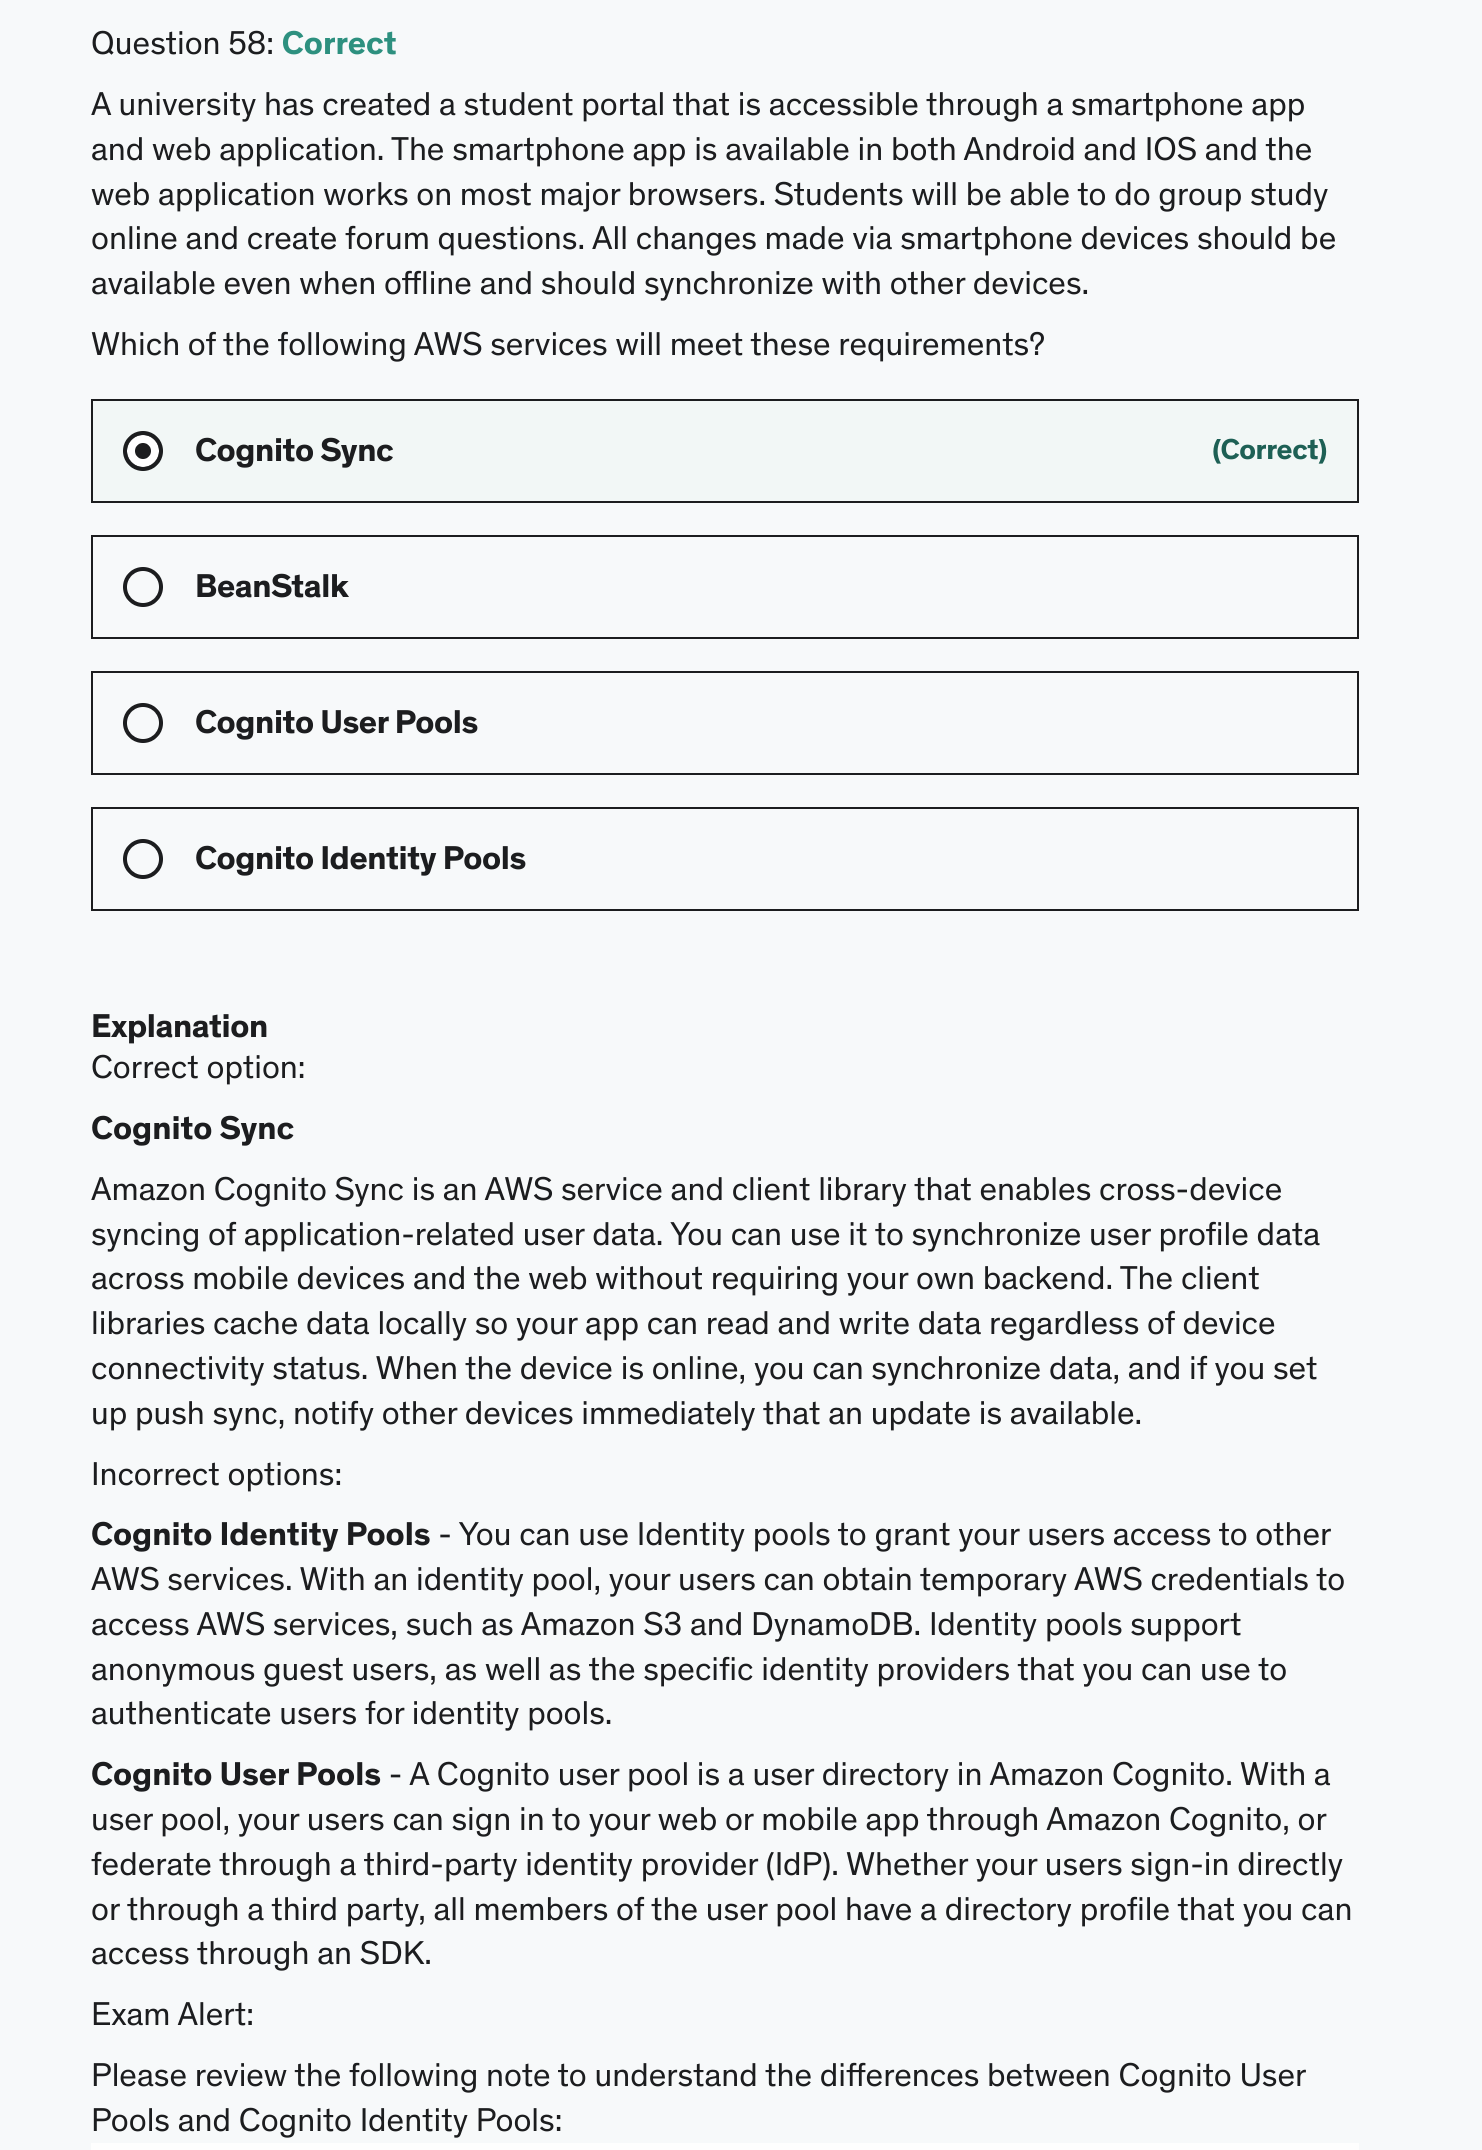 Question 58: Correct
A university has created a student portal that is accessible through a smartphone app
and web application. The smartphone app is available in both Android and IOS and the
web application works on most major browsers. Students will be able to do group study
online and create forum questions. All changes made via smartphone devices should be
available even when offline and should synchronize with other devices.
Which of the following AWS services will meet these requirements?
Cognito Sync (Correct)
BeanStalk
Cognito User Pools
Cognito Identity Pools
Explanation
Correct option:
Cognito Sync
Amazon Cognito Sync is an AWS service and client library that enables cross-device
syncing of application-related user data. You can use it to synchronize user profile data
across mobile devices and the web without requiring your own backend. The client
libraries cache data locally so your app can read and write data regardless of device
connectivity status. When the device is online, you can synchronize data, and if you set
up push sync, notify other devices immediately that an update is available.
Incorrect options:
Cognito Identity Pools - You can use Identity pools to grant your users access to other
AWS services. With an identity pool, your users can obtain temporary AWS credentials to
access AWS services, such as Amazon S3 and DynamoDB. Identity pools support
anonymous guest users, as well as the specific identity providers that you can use to
authenticate users for identity pools.
Cognito User Pools - A Cognito user pool is a user directory in Amazon Cognito. With a
user pool, your users can sign in to your web or mobile app through Amazon Cognito, or
federate through a third-party identity provider (IdP). Whether your users sign-in directly
or through a third party, all members of the user pool have a directory profile that you can
access through an SDK.
Exam Alert:
Please review the following note to understand the differences between Cognito User
Pools and Cognito Identity Pools: